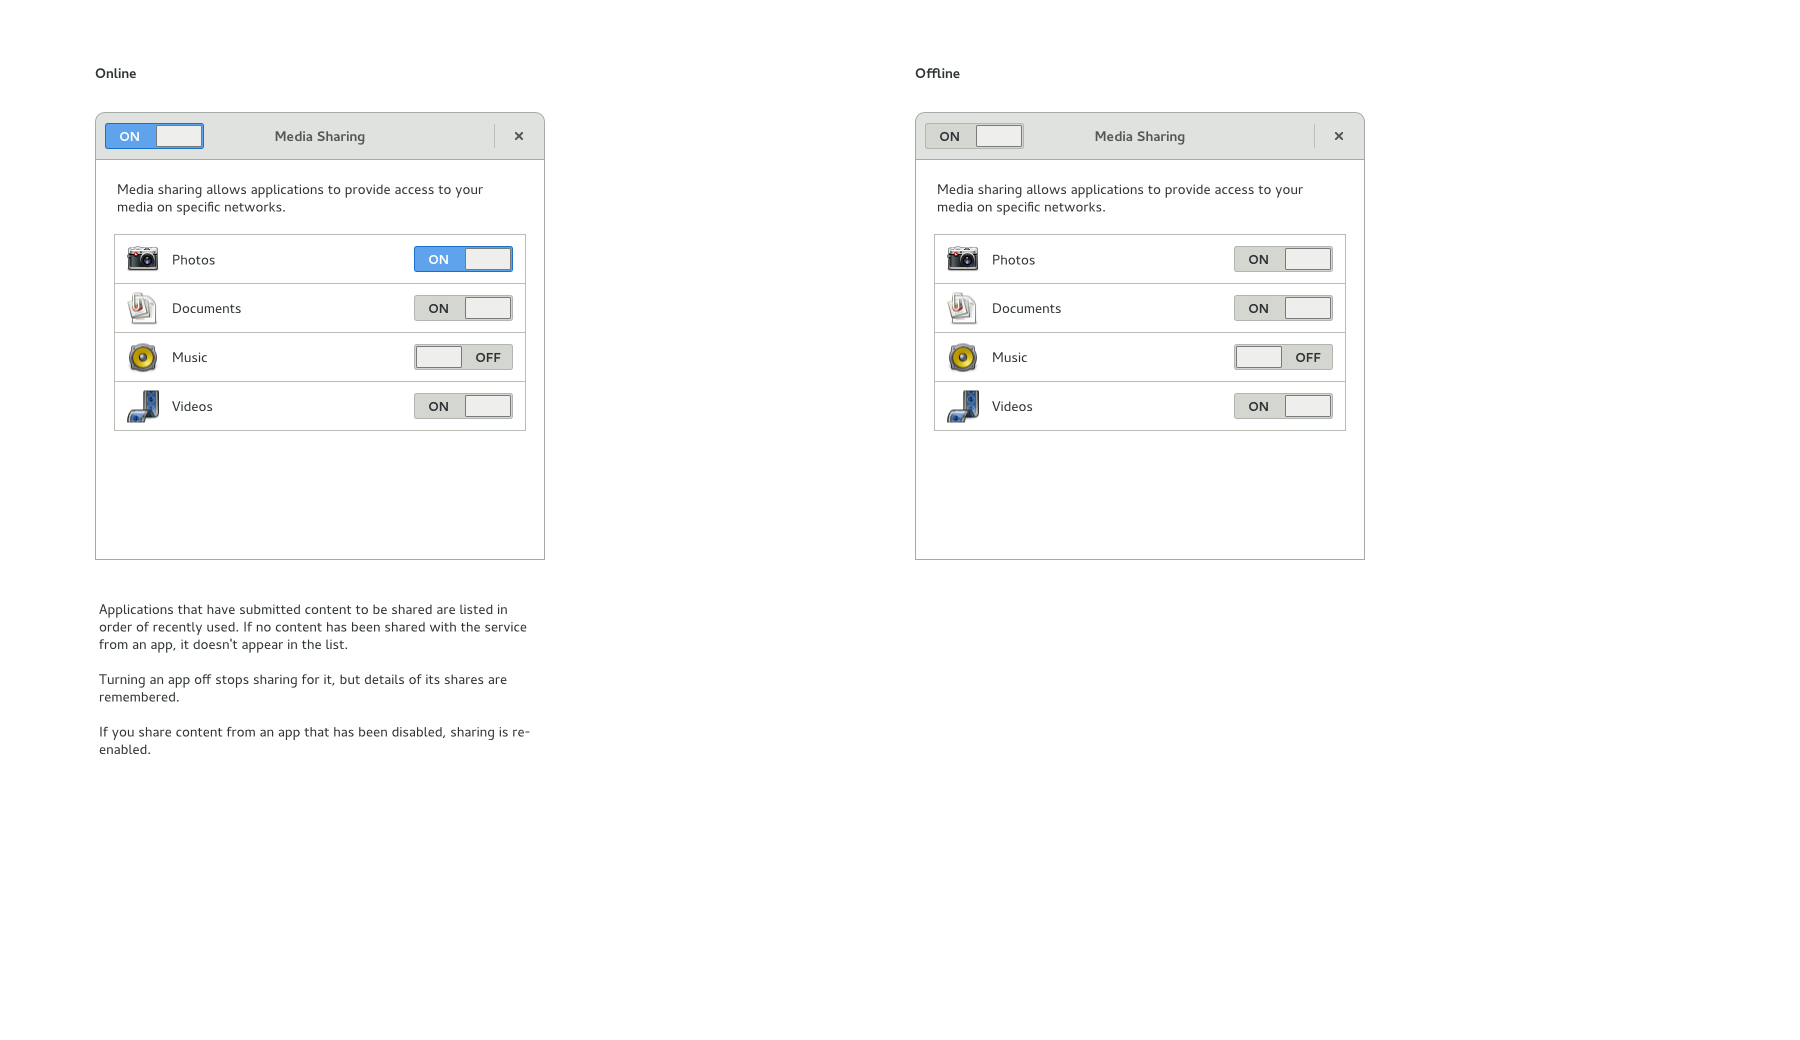 Online
ON
Media Sharing
×
Media sharing allows applications to provide access to your
media on specific networks.
Photos
ON
Documents
ON
Music
OFF
Videos
ON
Applications that have submitted content to be shared are listed in
order of recently used. If no content has been shared with the service
from an app, it doesn't appear in the list.
Turning an app off stops sharing for it, but details of its shares are
remembered.
If you share content from an app that has been disabled, sharing is re-
enabled.
Offline
ON
Media Sharing
×
Media sharing allows applications to provide access to your
media on specific networks.
Photos
ON
Documents
ON
Music
OFF
Videos
ON